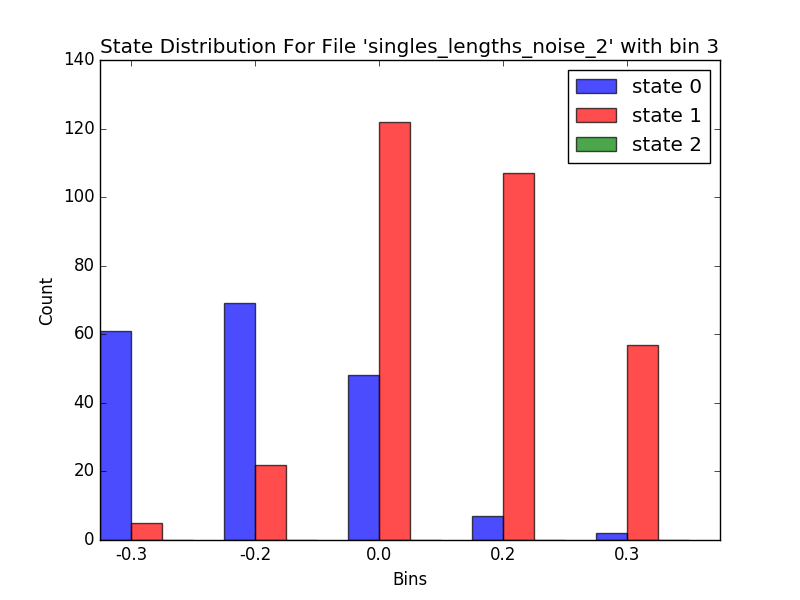 State Distribution For File 'singles_lengths_noise_2' with bin 3
140
120
100
80
60
40
20
0
Count
state 0
state 1
state 2
-0.3 -0.2 0.0 0.2 0.3
Bins